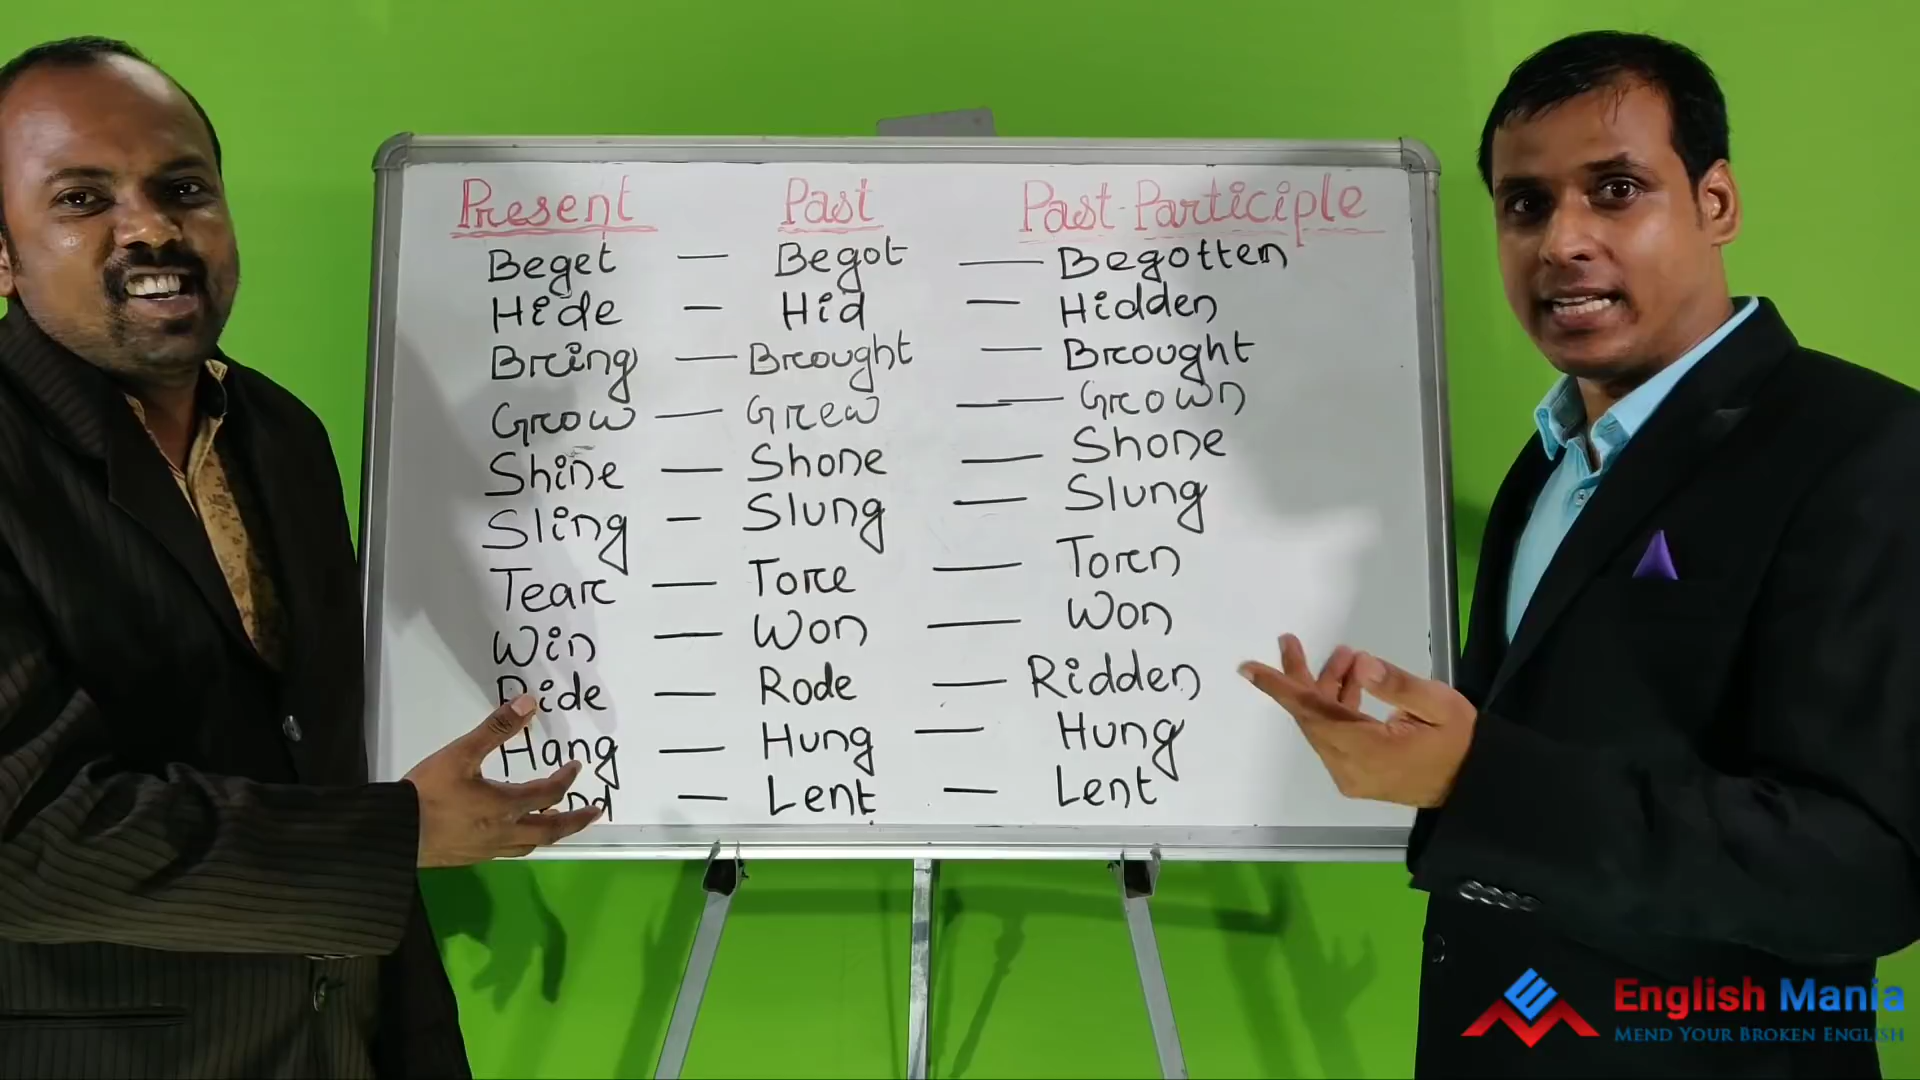 Present Past Past Participle
Beget — Begot — Begotten
Hide — Hid — Hidden
Bring — Brought — Brought
Grow — Grew — Grown
Shine — Shone — Shone
Sling — Slung — Slung
Tear — Tore — Torn
Win — Won — Won
Ride — Rode — Ridden
Hang — Hung — Hung
— Lent — Lent
English Mania
MEND YOUR BROKEN ENGLISH